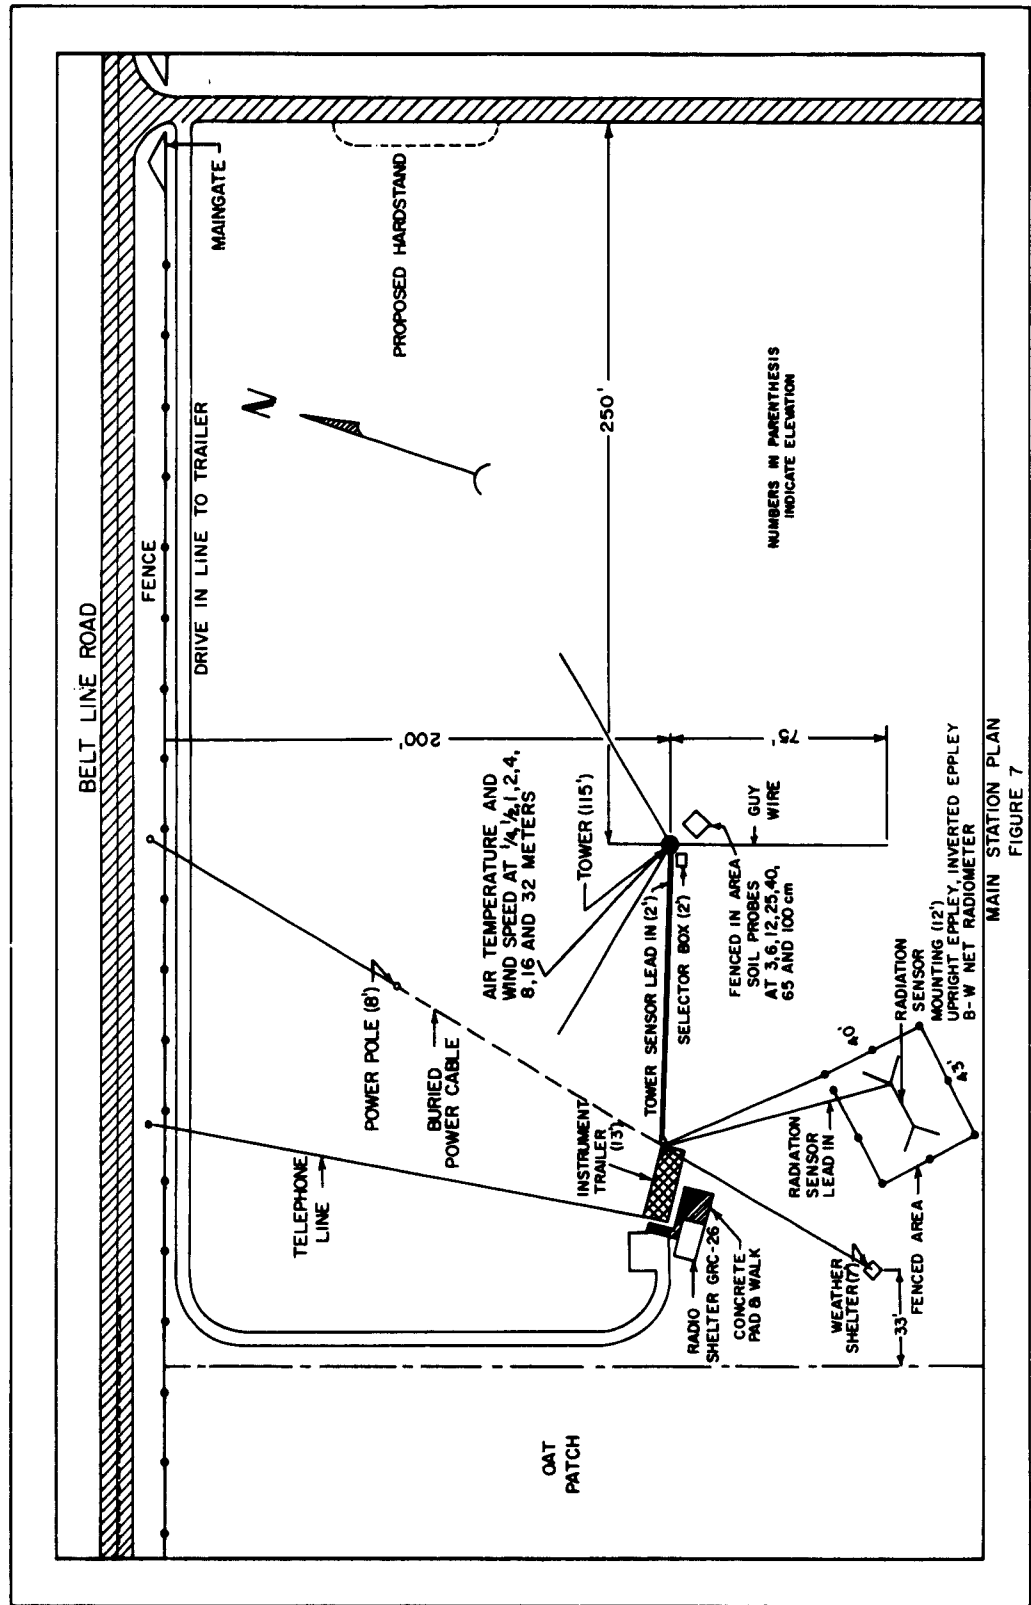 BELT LINE ROAD
FENCE
DRIVE IN LINE TO TRAILER
MAINGATE
PROPOSED HARDSTAND
N
TELEPHONE
LINE
POWER POLE (8')
BURIED
POWER CABLE
200'
250'
AIR TEMPERATURE AND
WIND SPEED AT 1/4, 1/2, 1, 2, 4,
8, 16 AND 32 METERS
TOWER (115')
INSTRUMENT
TRAILER
(13')
TOWER SENSOR LEAD IN (2')
SELECTOR BOX (2')
75'
GUY
WIRE
FENCED IN AREA
SOIL PROBES
AT 3, 6, 12, 25, 40,
65 AND 100 cm
NUMBERS IN PARENTHESIS
INDICATE ELEVATION
OAT
PATCH
RADIO
SHELTER GRC-26
CONCRETE
PAD & WALK
WEATHER
SHELTER (7')
33'
FENCED AREA
RADIATION
SENSOR
LEAD IN
40'
43'
RADIATION
SENSOR
MOUNTING (12')
UPRIGHT EPPLEY, INVERTED EPPLEY
B-W NET RADIOMETER
MAIN STATION PLAN
FIGURE 7